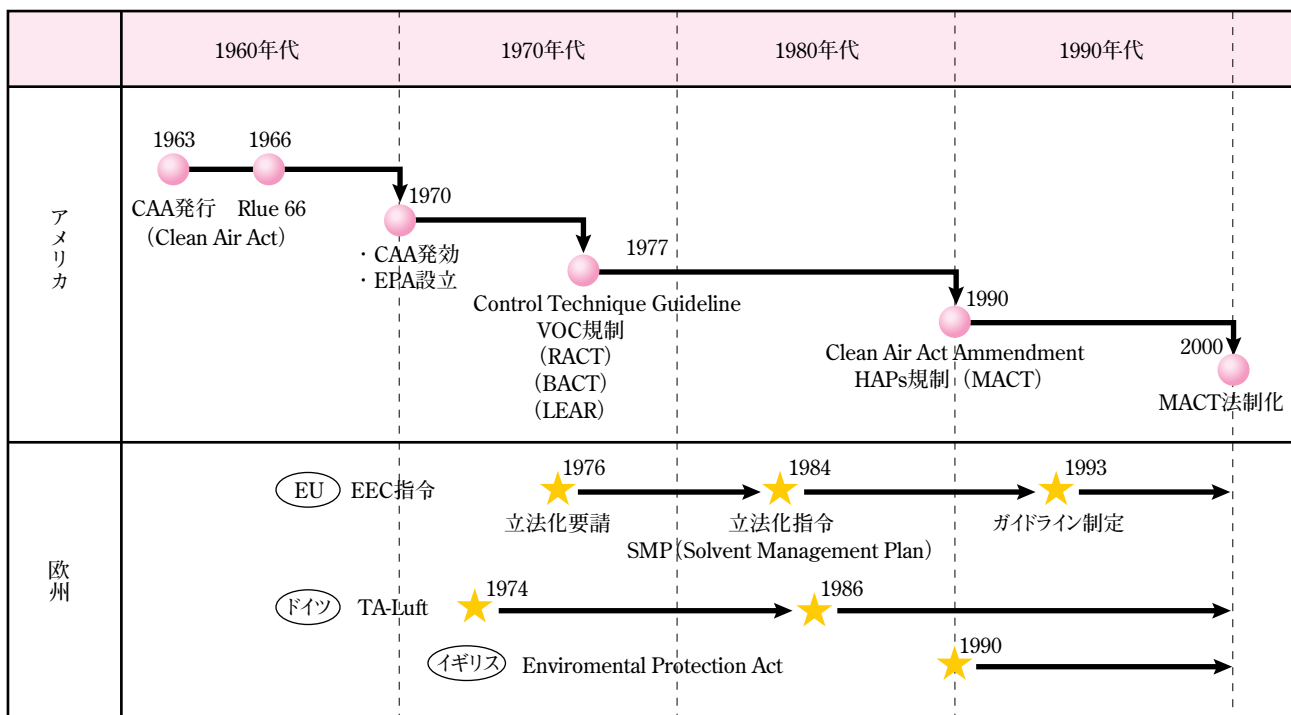 1960年代 1970年代 1980年代 1990年代
アメリカ
1963 1966
CAA発行 Rlue 66
(Clean Air Act)
1970
・CAA発効
・EPA設立
1977
Control Technique Guideline
VOC規制
(RACT)
(BACT)
(LEAR)
1990
Clean Air Act Ammendment
HAPs規制(MACT)
2000
MACT法制化
欧州
EU EEC指令
1976
立法化要請
1984
立法化指令
SMP(Solvent Management Plan)
1993
ガイドライン制定
ドイツ TA-Luft
1974 1986
イギリス Enviromental Protection Act
1990